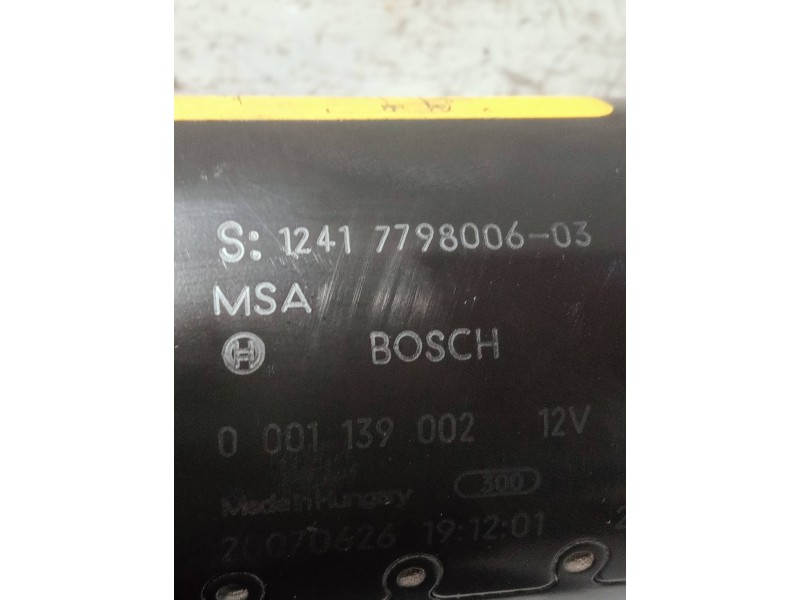 S: 1241 7798006-03
MSA
BOSCH
0 001 139 002 12V
300
Made in Hungary
20070626 19:12:01